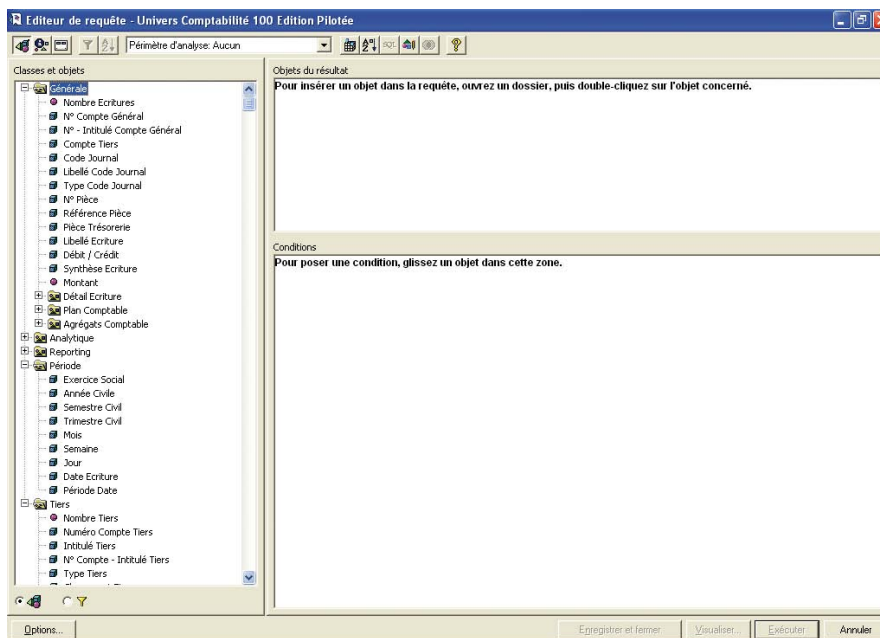 Editeur de requête - Univers Comptabilité 100 Edition Pilotée
Périmètre d'analyse: Aucun
SQL
Classes et objets
Générale
Nombre Ecritures
N° Compte Général
N° - Intitulé Compte Général
Compte Tiers
Code Journal
Libellé Code Journal
Type Code Journal
N° Pièce
Référence Pièce
Pièce Trésorerie
Libellé Ecriture
Débit / Crédit
Synthèse Ecriture
Montant
Détail Ecriture
Plan Comptable
Agrégats Comptable
Analytique
Reporting
Période
Exercice Social
Année Civile
Semestre Civil
Trimestre Civil
Mois
Semaine
Jour
Date Ecriture
Période Date
Tiers
Nombre Tiers
Numéro Compte Tiers
Intitulé Tiers
N° Compte - Intitulé Tiers
Type Tiers
Objets du résultat
Pour insérer un objet dans la requête, ouvrez un dossier, puis double-cliquez sur l'objet concerné.
Conditions
Pour poser une condition, glissez un objet dans cette zone.
Options...
Enregistrer et fermer
Visualiser...
Exécuter
Annuler